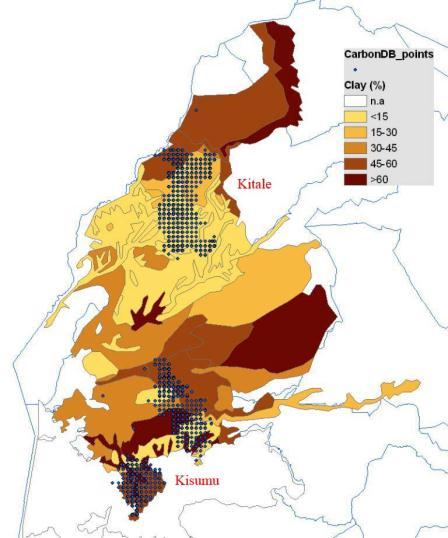 CarbonDB_points
Clay (%)
n.a
<15
15-30
30-45
45-60
>60
Kitale
Kisumu